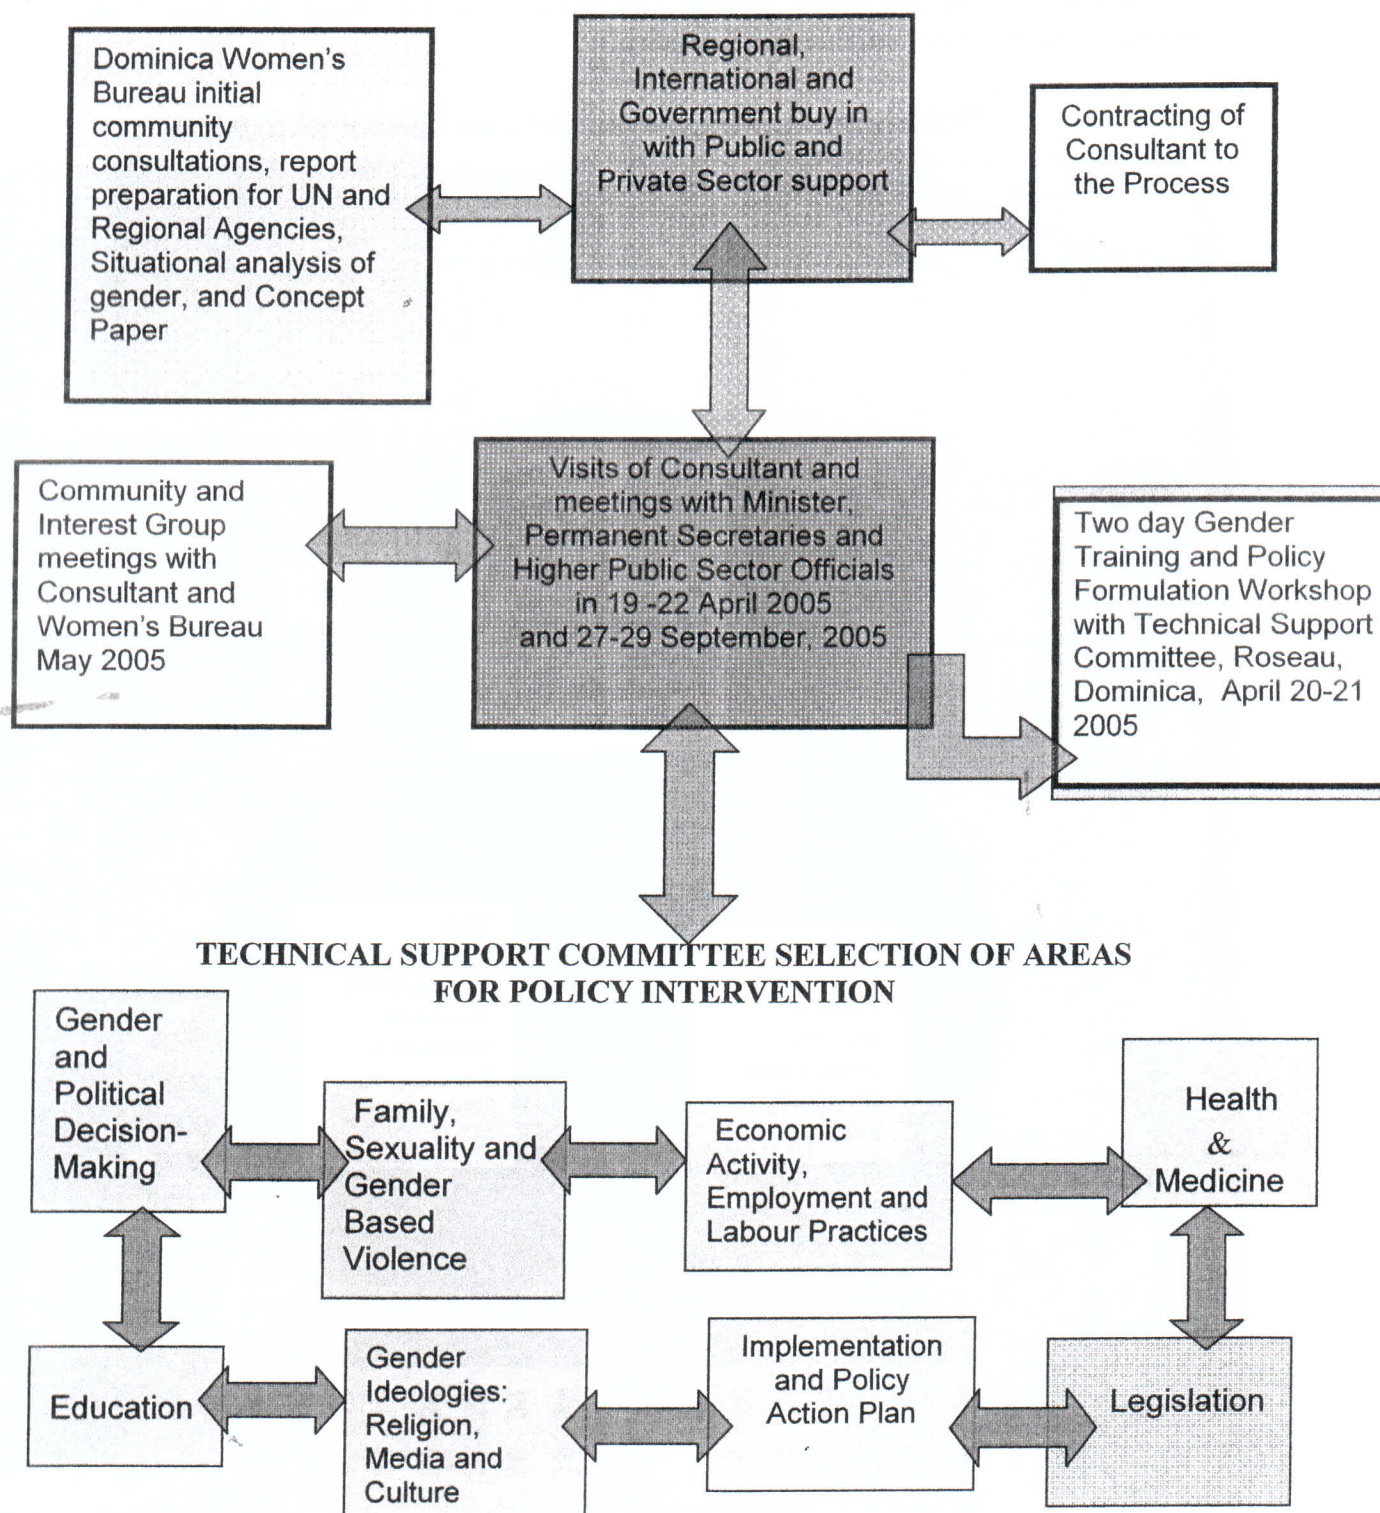 Dominica Women's
Bureau initial
community
consultations, report
preparation for UN and
Regional Agencies,
Situational analysis of
gender, and Concept
Paper
Regional,
International and
Government buy in
with Public and
Private Sector support
Contracting of
Consultant to
the Process
Community and
Interest Group
meetings with
Consultant and
Women's Bureau
May 2005
Visits of Consultant and
meetings with Minister,
Permanent Secretaries and
Higher Public Sector Officials
in 19 -22 April 2005
and 27-29 September, 2005
Two day Gender
Training and Policy
Formulation Workshop
with Technical Support
Committee, Roseau,
Dominica, April 20-21
2005
TECHNICAL SUPPORT COMMITTEE SELECTION OF AREAS
FOR POLICY INTERVENTION
Gender
and
Political
Decision-
Making
Family,
Sexuality and
Gender
Based
Violence
Economic
Activity,
Employment and
Labour Practices
Health
&
Medicine
Education
Gender
Ideologies:
Religion,
Media and
Culture
Implementation
and Policy
Action Plan
Legislation